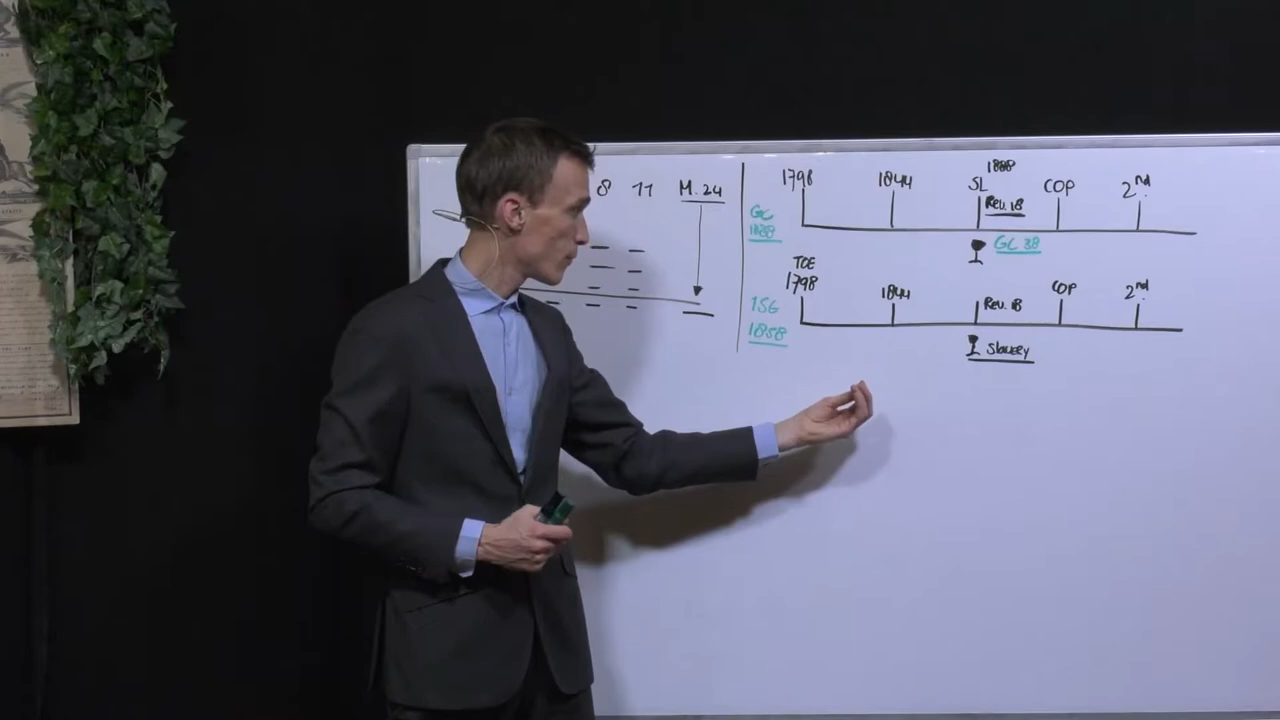 8 11 M. 24
1798 1844 SL 1888 COP 2nd
Rev. 18
GC
1888
GC 38
TOE
1798 1844 Rev. 18 COP 2nd
1SG
1858
Slavery